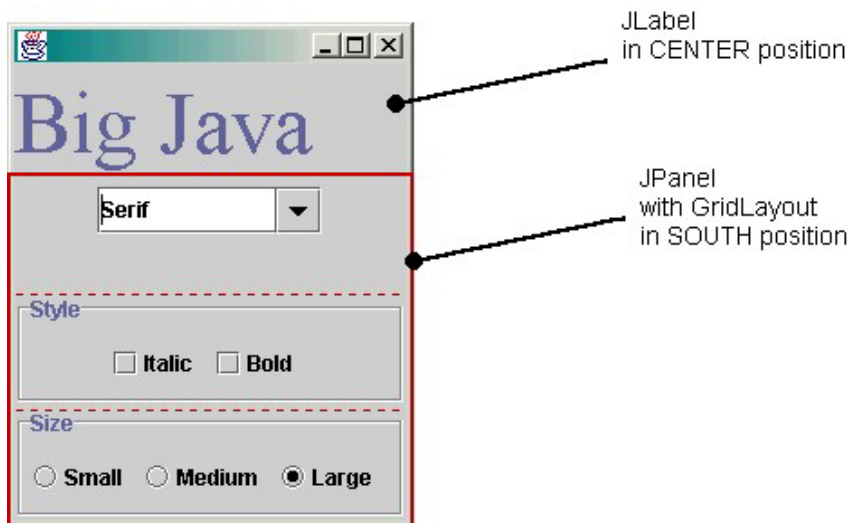 JLabel
in CENTER position
Big Java
JPanel
with GridLayout
in SOUTH position
Serif
Style
Italic Bold
Size
Small Medium Large